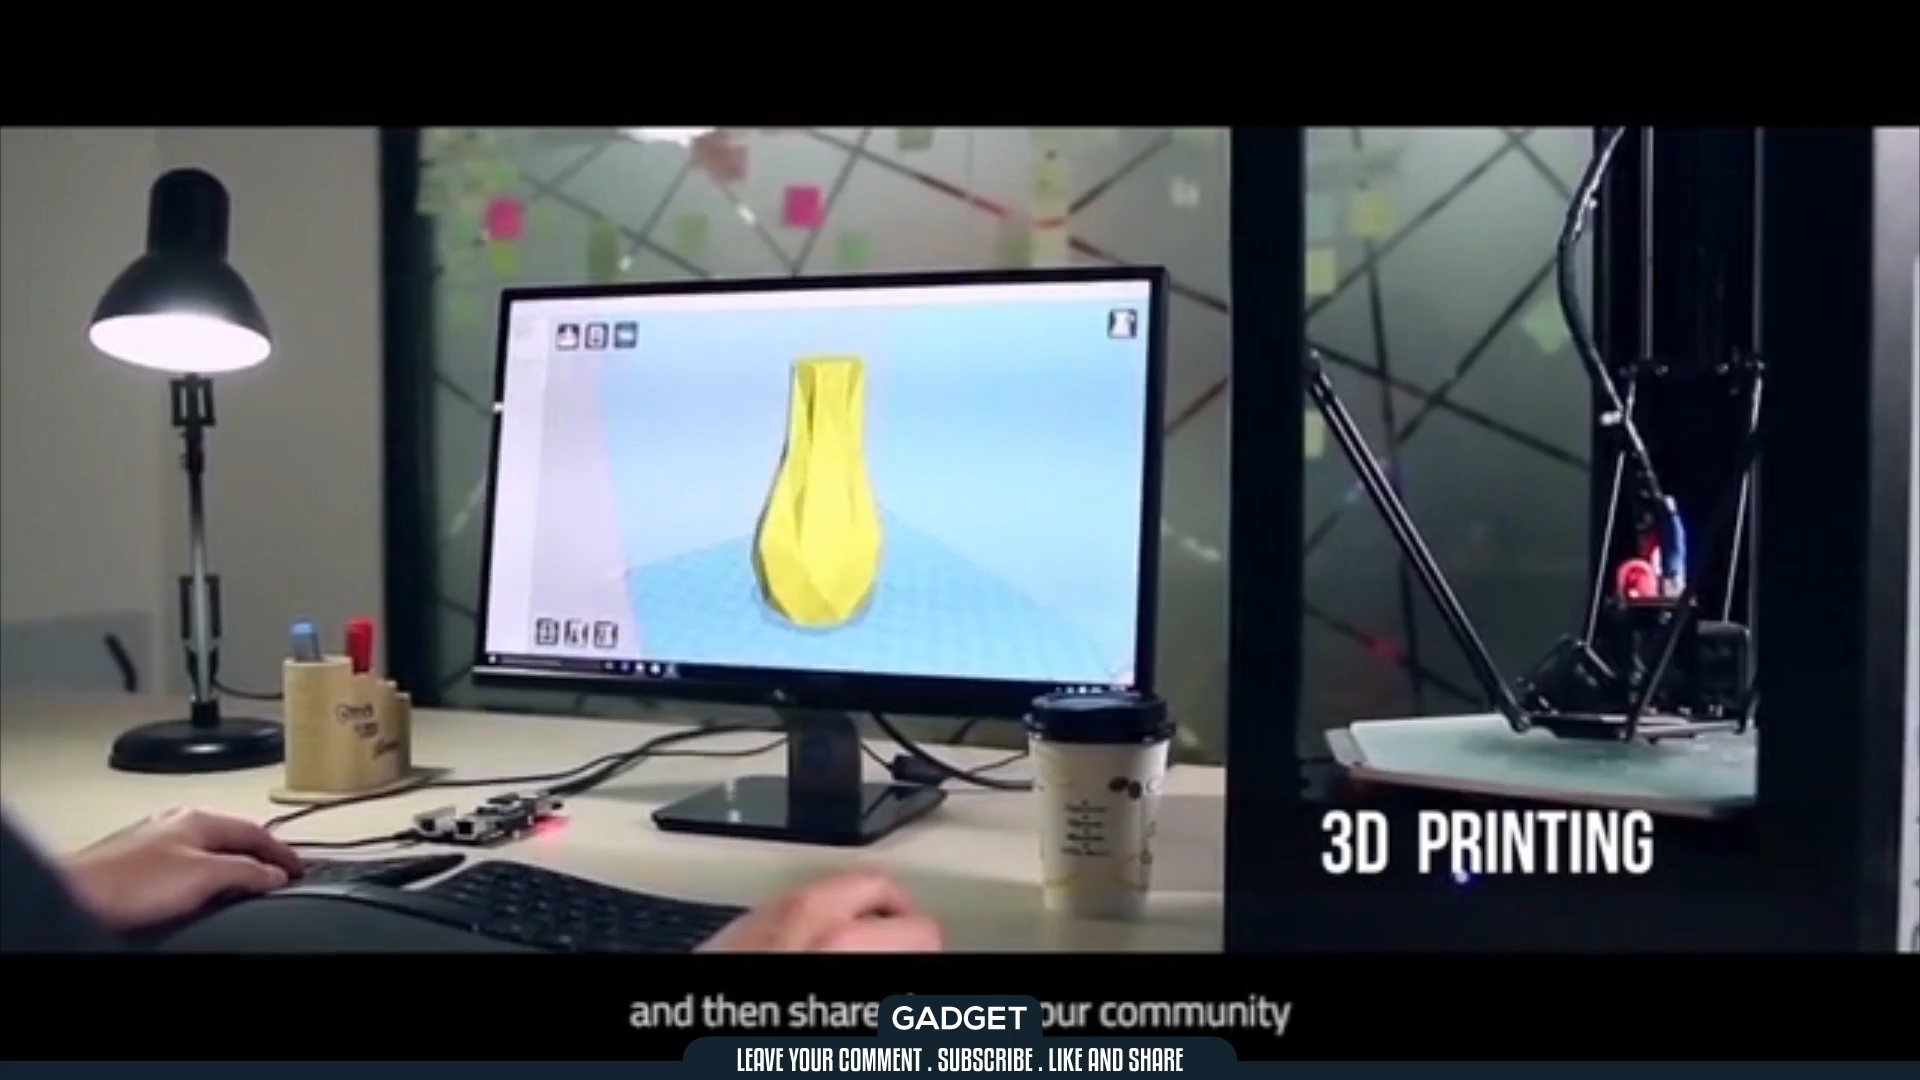 3D PRINTING
and then share our community
GADGET
LEAVE YOUR COMMENT . SUBSCRIBE . LIKE AND SHARE